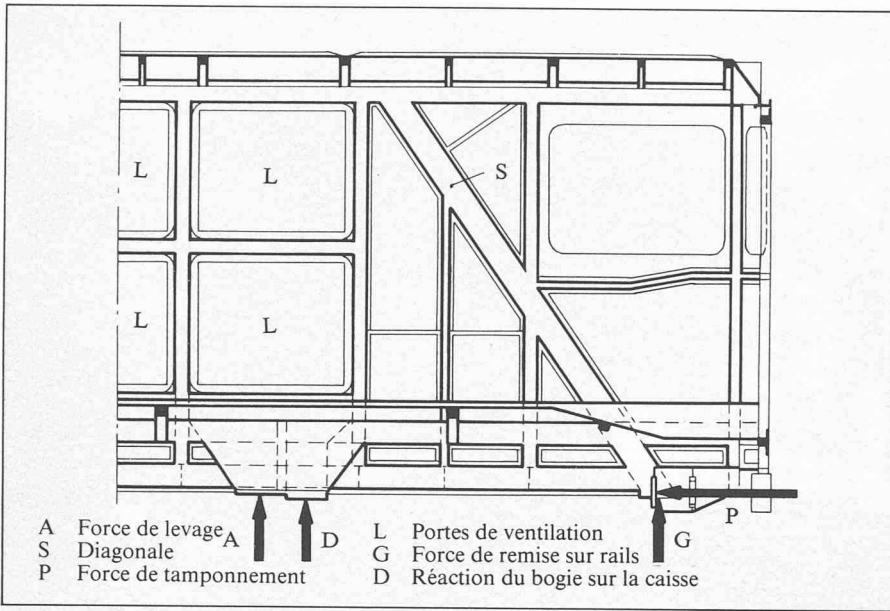 L L
S
L L
A D
P
G
A Force de levage
S Diagonale
P Force de tamponnement
L Portes de ventilation
G Force de remise sur rails
D Réaction du bogie sur la caisse